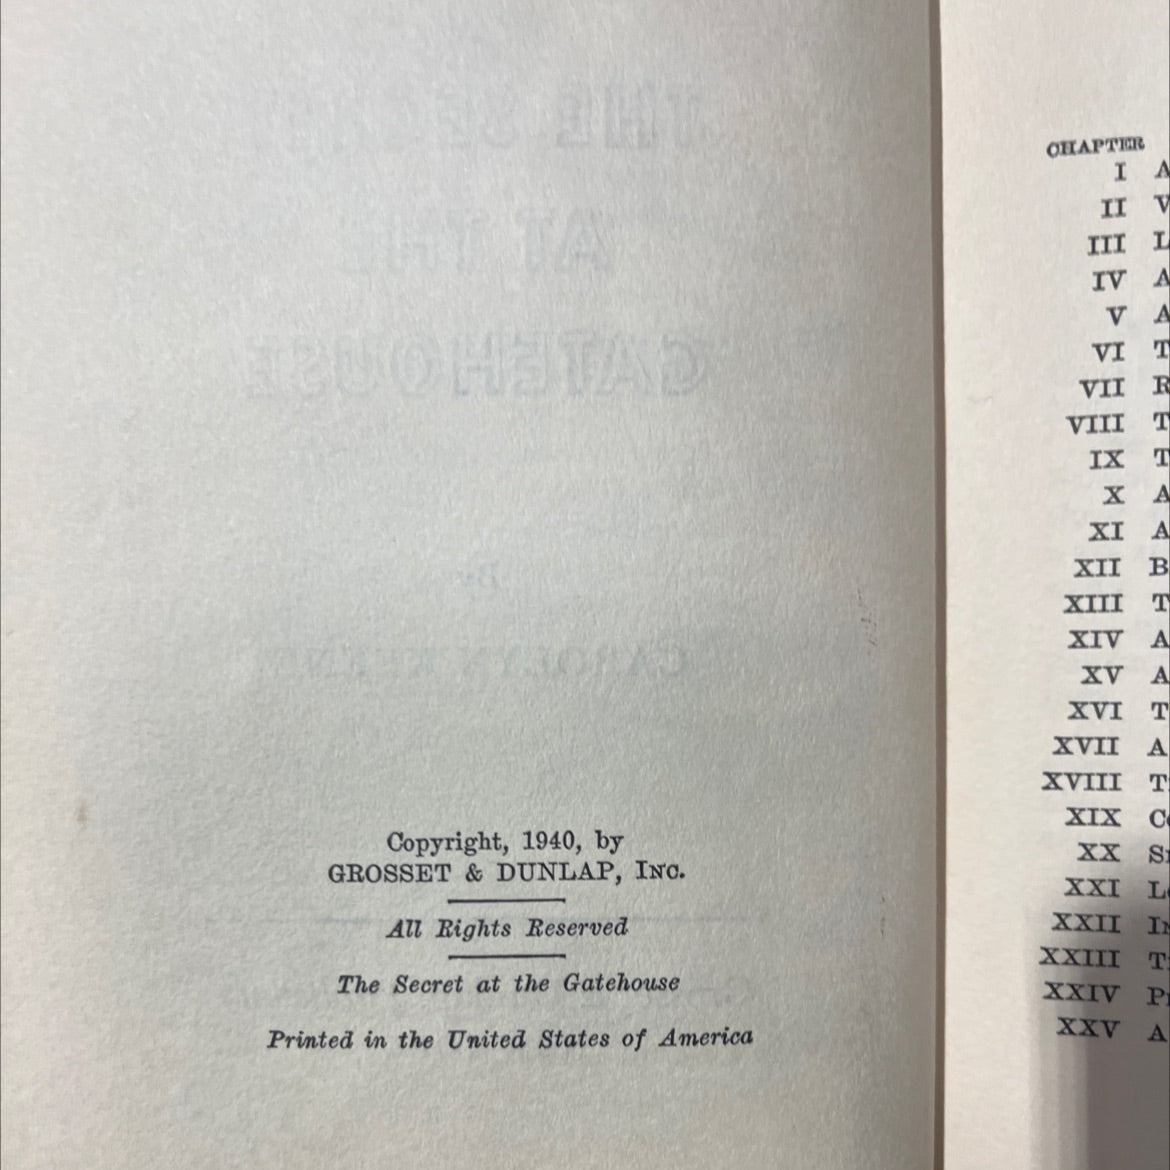 Copyright, 1940, by
GROSSET & DUNLAP, INC.
All Rights Reserved
The Secret at the Gatehouse
Printed in the United States of America
CHAPTER
I A
II V
III L
IV A
V A
VI T
VII R
VIII T
IX T
X A
XI A
XII B
XIII T
XIV A
XV A
XVI T
XVII A
XVIII T
XIX C
XX S
XXI L
XXII I
XXIII T
XXIV P
XXV A